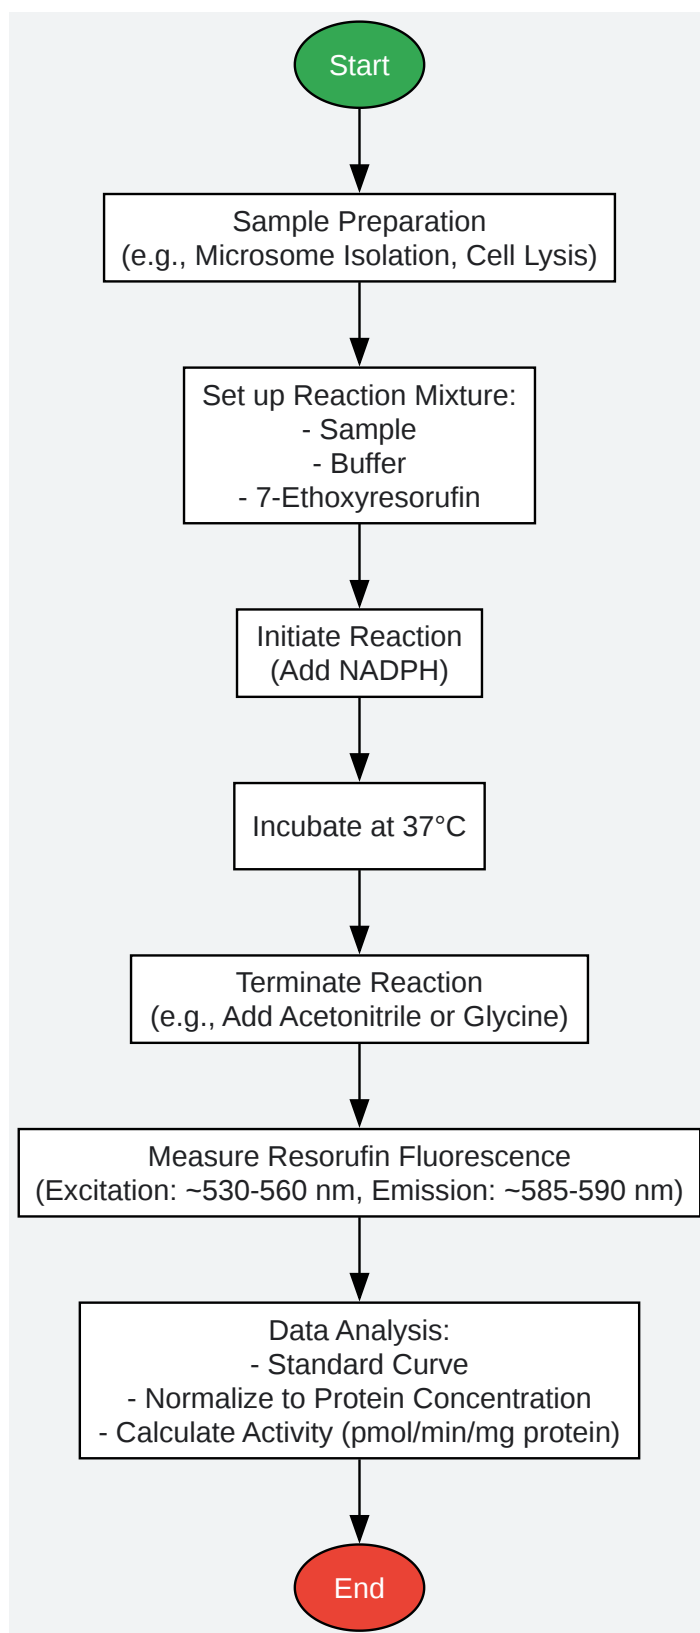 Start
Sample Preparation
(e.g., Microsome Isolation, Cell Lysis)
Set up Reaction Mixture:
- Sample
- Buffer
- 7-Ethoxyresorufin
Initiate Reaction
(Add NADPH)
Incubate at 37°C
Terminate Reaction
(e.g., Add Acetonitrile or Glycine)
Measure Resorufin Fluorescence
(Excitation: ~530-560 nm, Emission: ~585-590 nm)
Data Analysis:
- Standard Curve
- Normalize to Protein Concentration
- Calculate Activity (pmol/min/mg protein)
End